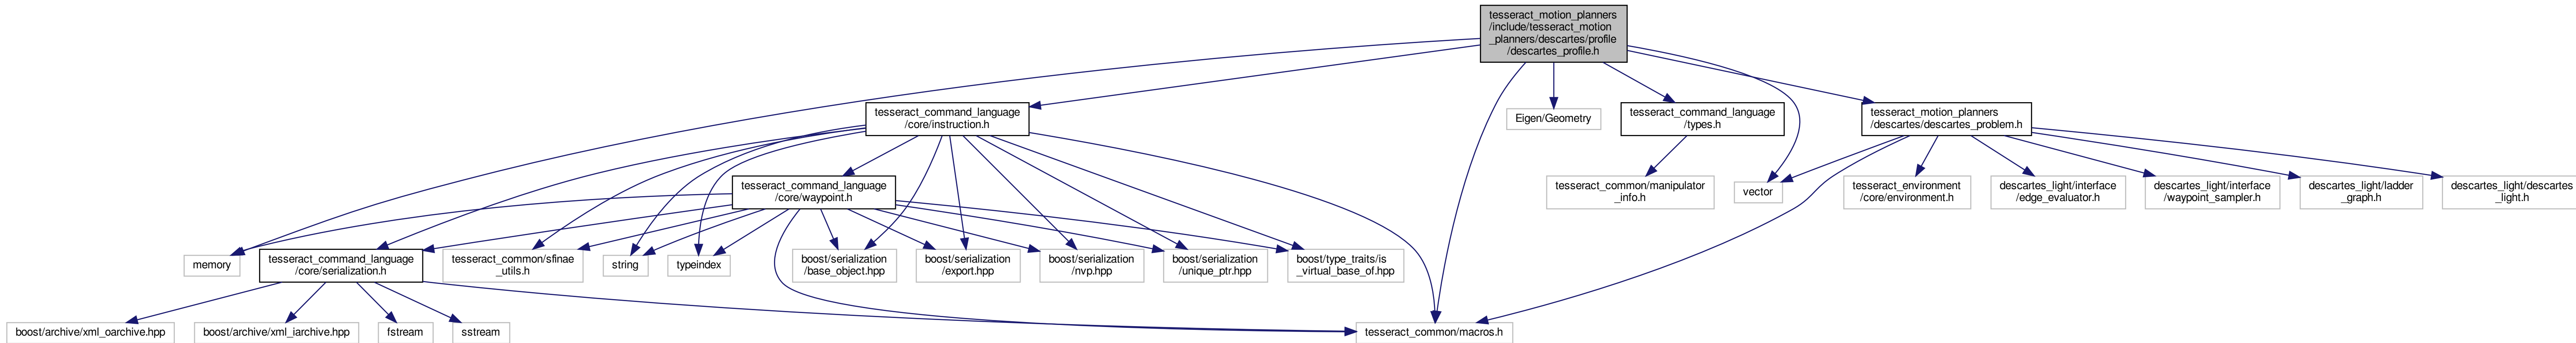 tesseract_motion_planners
/include/tesseract_motion
_planners/descartes/profile
/descartes_profile.h
tesseract_command_language
/core/instruction.h
Eigen/Geometry
tesseract_command_language
/types.h
tesseract_motion_planners
/descartes/descartes_problem.h
tesseract_command_language
/core/waypoint.h
tesseract_common/manipulator
_info.h
vector
tesseract_environment
/core/environment.h
descartes_light/interface
/edge_evaluator.h
descartes_light/interface
/waypoint_sampler.h
descartes_light/ladder
_graph.h
descartes_light/descartes
_light.h
memory
tesseract_command_language
/core/serialization.h
tesseract_common/sfinae
_utils.h
string
typeindex
boost/serialization
/base_object.hpp
boost/serialization
/export.hpp
boost/serialization
/nvp.hpp
boost/serialization
/unique_ptr.hpp
boost/type_traits/is
_virtual_base_of.hpp
boost/archive/xml_oarchive.hpp
boost/archive/xml_iarchive.hpp
fstream
sstream
tesseract_common/macros.h